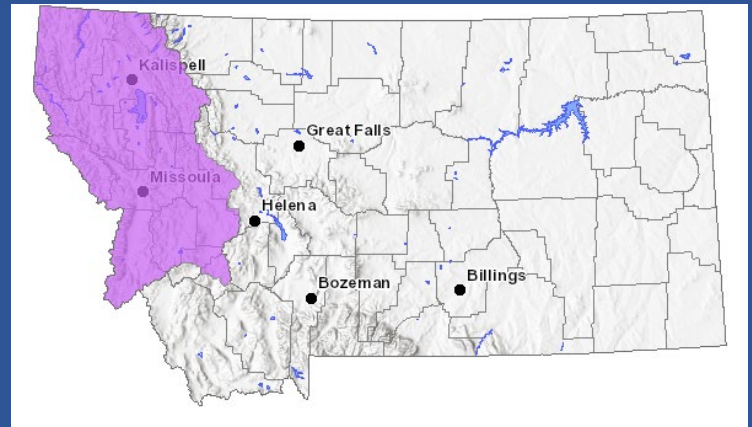 Kalispell
Great Falls
Missoula
Helena
Billings
Bozeman